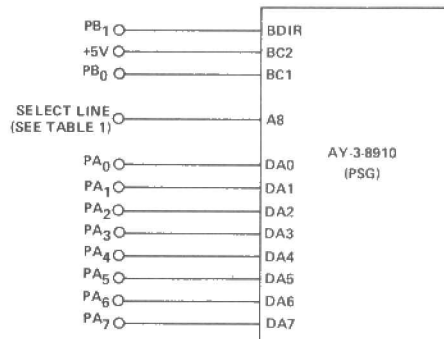 PB1 BDIR
+5V BC2
PB0 BC1
SELECT LINE
(SEE TABLE 1) A8
AY-3-8910
(PSG)
PA0 DA0
PA1 DA1
PA2 DA2
PA3 DA3
PA4 DA4
PA5 DA5
PA6 DA6
PA7 DA7